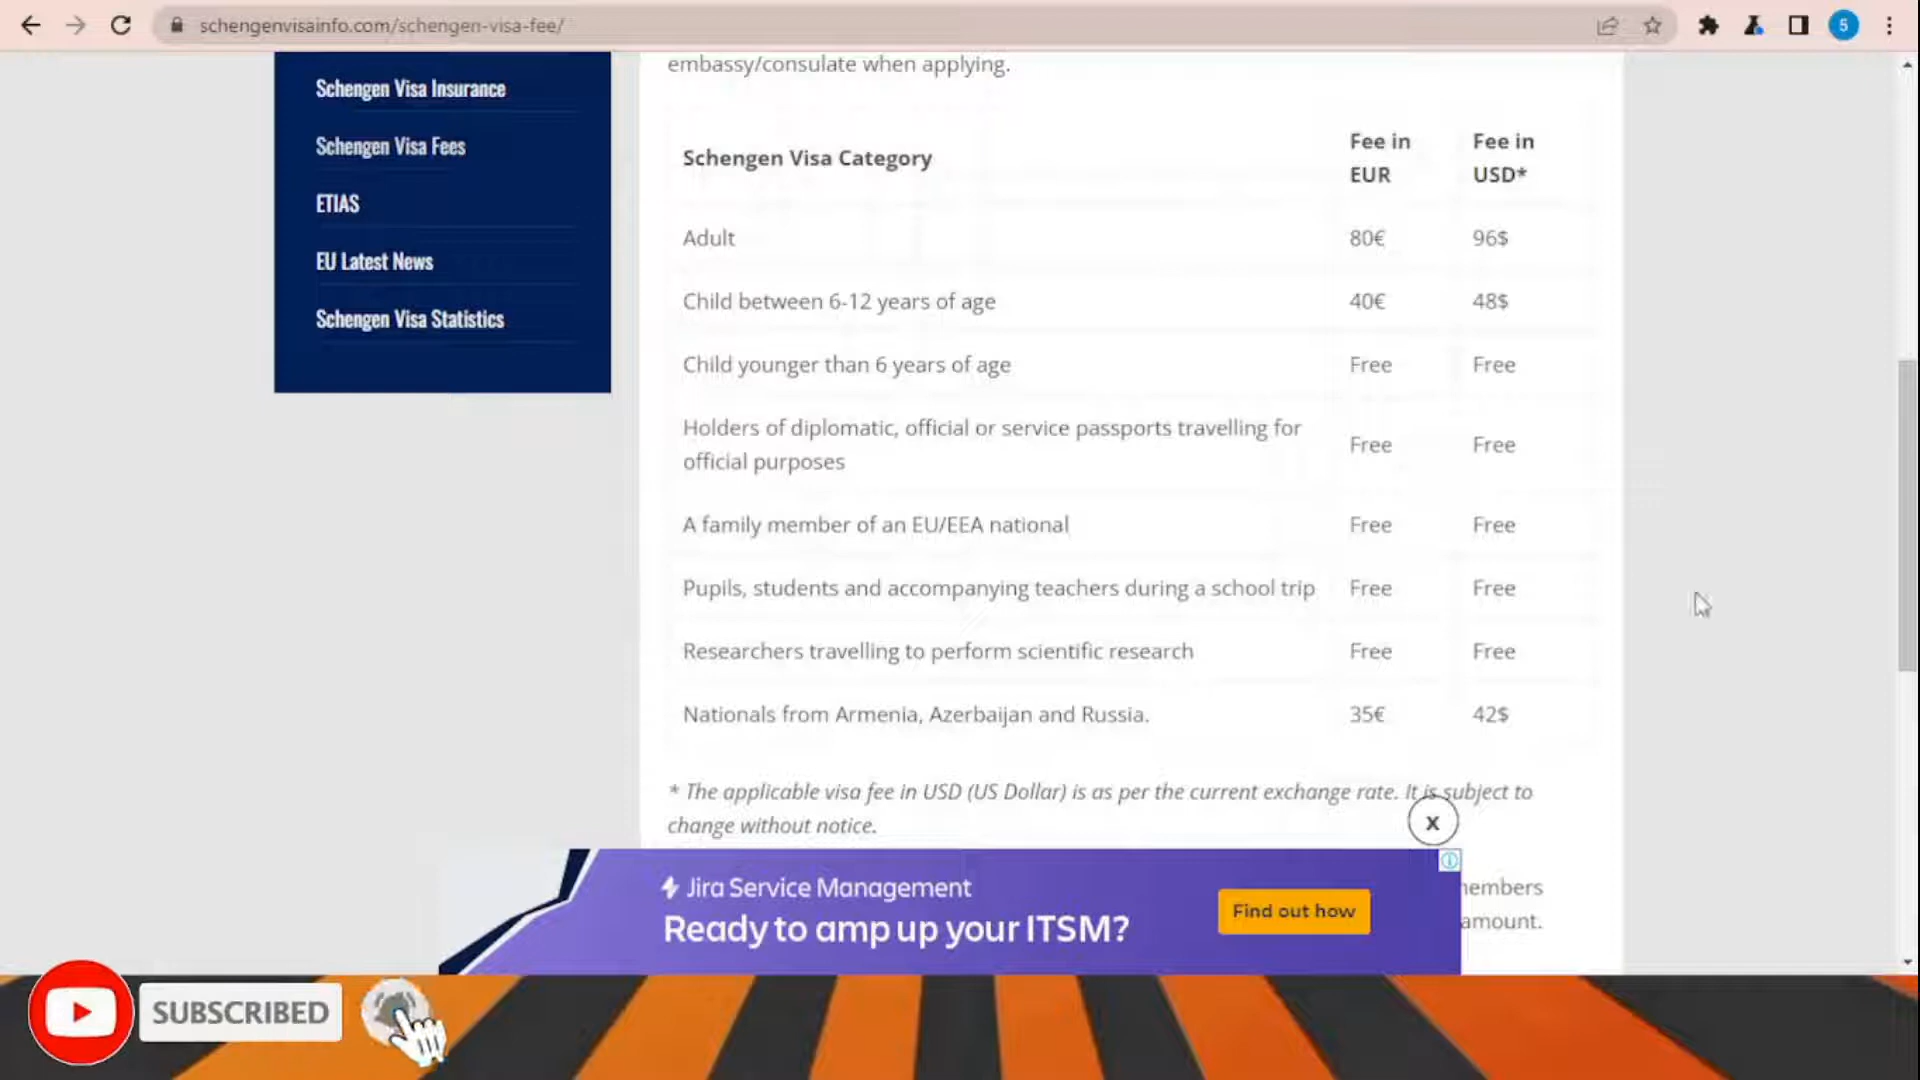 schengenvisainfo.com/schengen-visa-fee/
5
Schengen Visa Insurance
Schengen Visa Fees
ETIAS
EU Latest News
Schengen Visa Statistics
embassy/consulate when applying.
Schengen Visa Category
Fee in EUR
Fee in USD*
Adult 80€ 96$
Child between 6-12 years of age 40€ 48$
Child younger than 6 years of age Free Free
Holders of diplomatic, official or service passports travelling for
official purposes
Free Free
A family member of an EU/EEA national Free Free
Pupils, students and accompanying teachers during a school trip Free Free
Researchers travelling to perform scientific research Free Free
Nationals from Armenia, Azerbaijan and Russia. 35€ 42$
* The applicable visa fee in USD (US Dollar) is as per the current exchange rate. It is subject to
change without notice.
X
Jira Service Management
Ready to amp up your ITSM?
Find out how
amount.
SUBSCRIBED